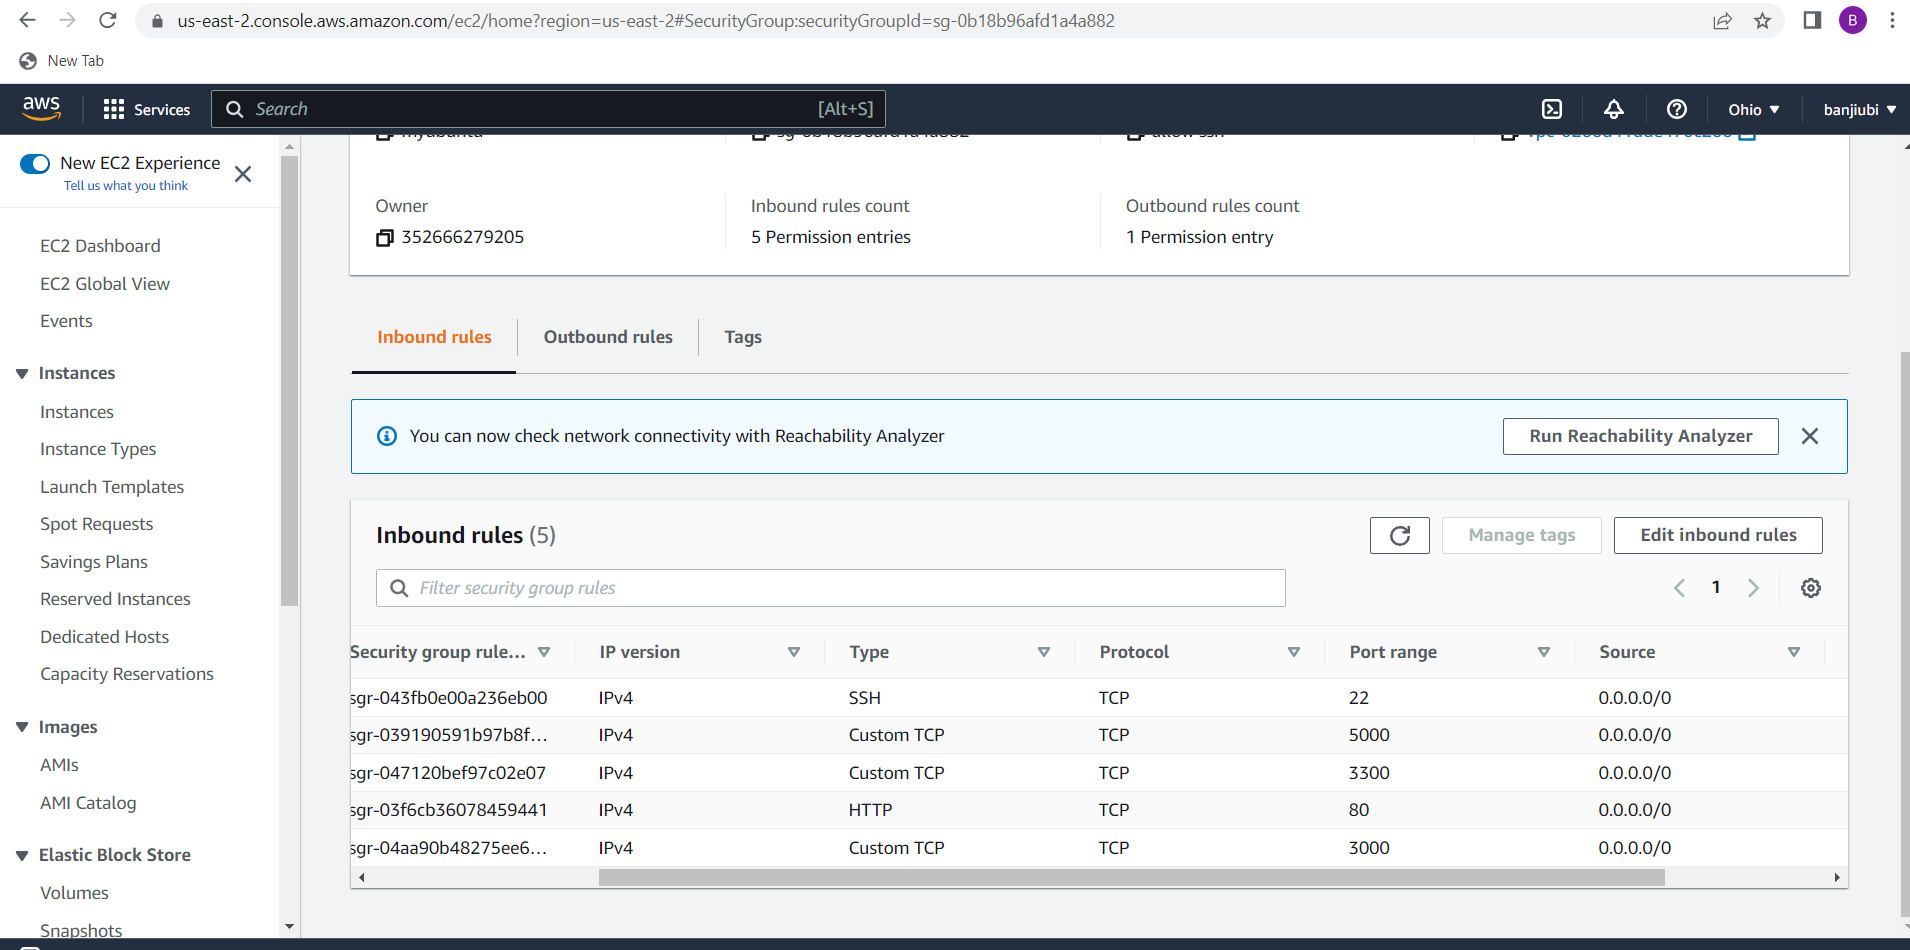 us-east-2.console.aws.amazon.com/ec2/home?region=us-east-2#SecurityGroup:securityGroupId=sg-0b18b96afd1a4a882
B
New Tab
aws
Services
Search
[Alt+S]
Ohio
banjiubi
New EC2 Experience
Tell us what you think
EC2 Dashboard
EC2 Global View
Events
Instances
Instances
Instance Types
Launch Templates
Spot Requests
Savings Plans
Reserved Instances
Dedicated Hosts
Capacity Reservations
Images
AMIs
AMI Catalog
Elastic Block Store
Volumes
Snapshots
Owner
352666279205
Inbound rules count
5 Permission entries
Outbound rules count
1 Permission entry
Inbound rules
Outbound rules
Tags
You can now check network connectivity with Reachability Analyzer
Run Reachability Analyzer
Inbound rules (5)
Manage tags
Edit inbound rules
Filter security group rules
1
Security group rule... IP version Type Protocol Port range Source
sgr-043fb0e00a236eb00 IPv4 SSH TCP 22 0.0.0.0/0
sgr-039190591b97b8f... IPv4 Custom TCP TCP 5000 0.0.0.0/0
sgr-047120bef97c02e07 IPv4 Custom TCP TCP 3300 0.0.0.0/0
sgr-03f6cb36078459441 IPv4 HTTP TCP 80 0.0.0.0/0
sgr-04aa90b48275ee6... IPv4 Custom TCP TCP 3000 0.0.0.0/0